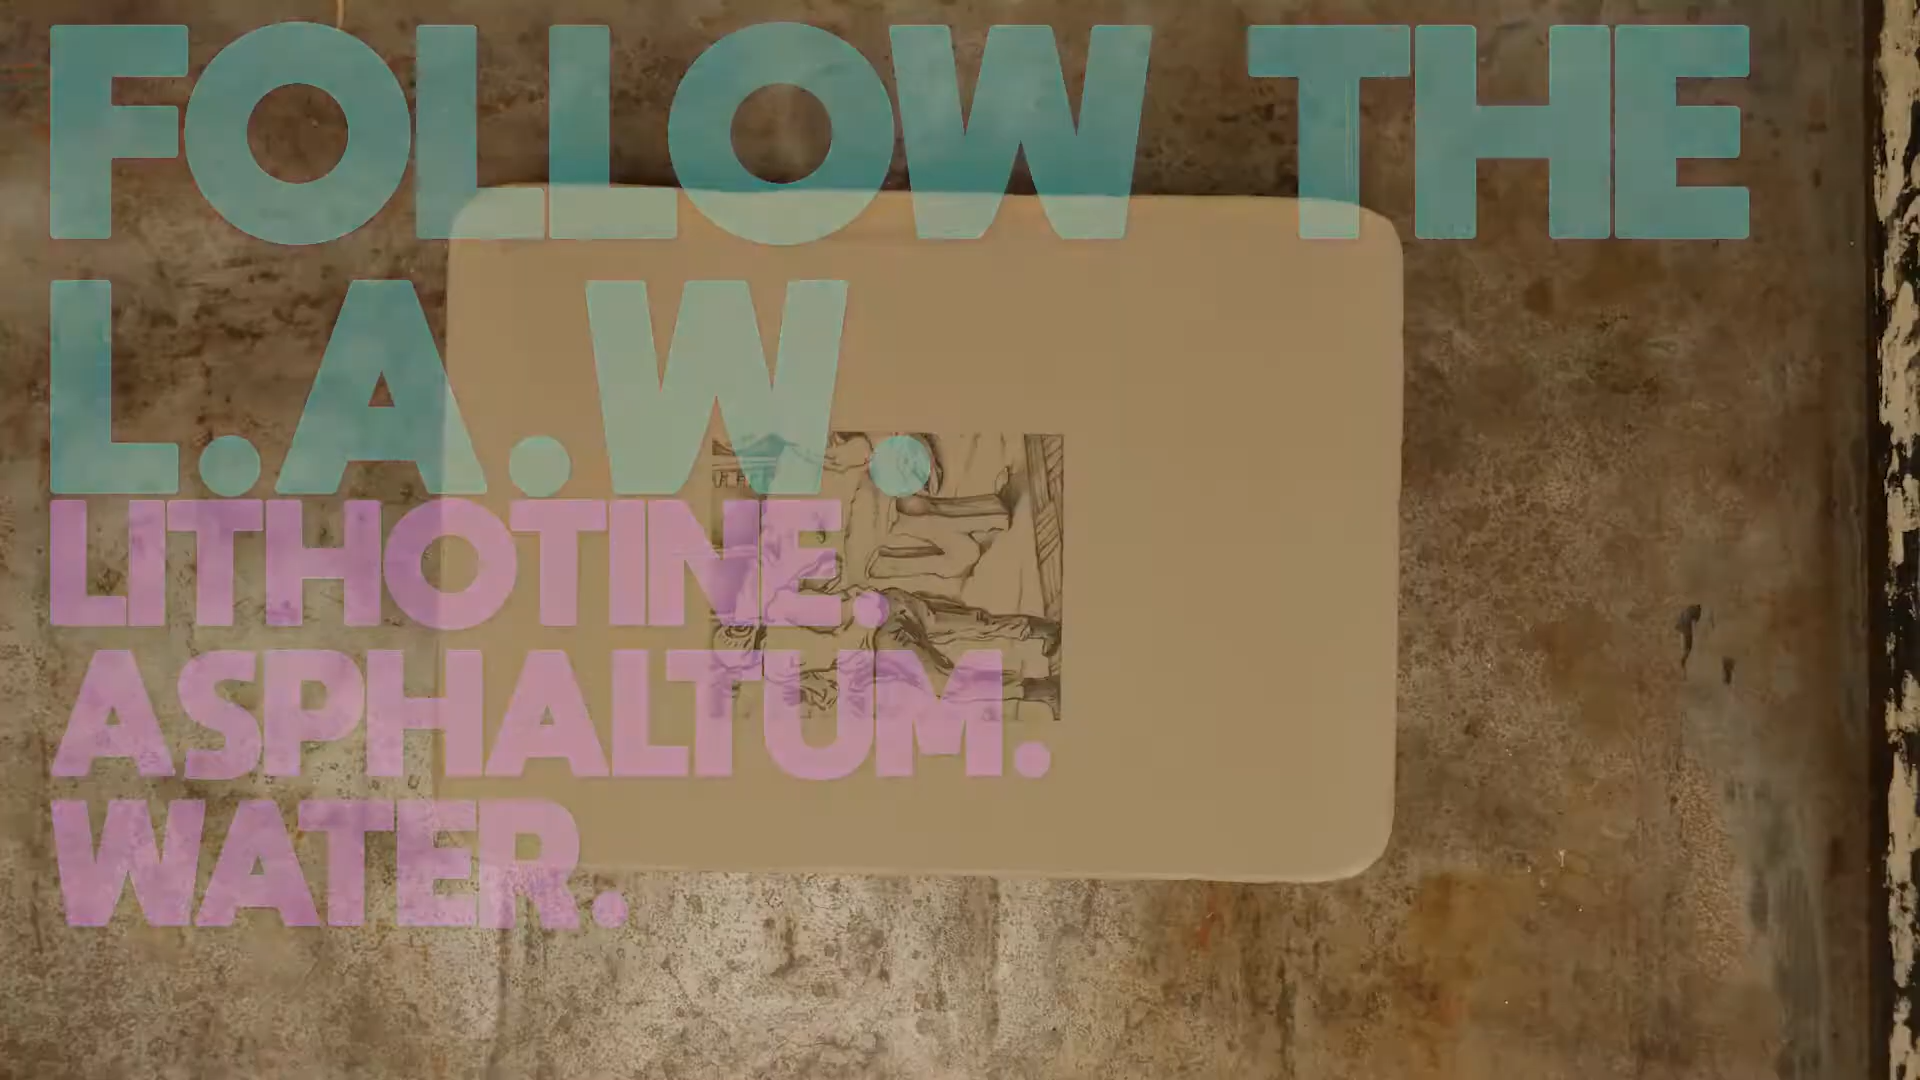 FOLLOW THE
L.A.W.
LITHOTINE.
ASPHALTUM.
WATER.